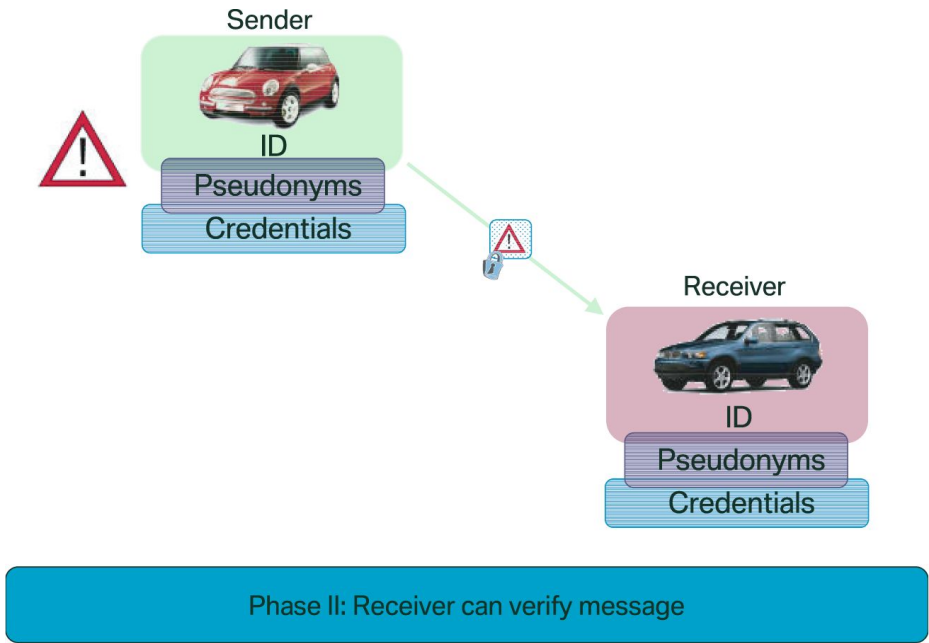 Sender
ID
Pseudonyms
Credentials
Receiver
ID
Pseudonyms
Credentials
Phase II: Receiver can verify message